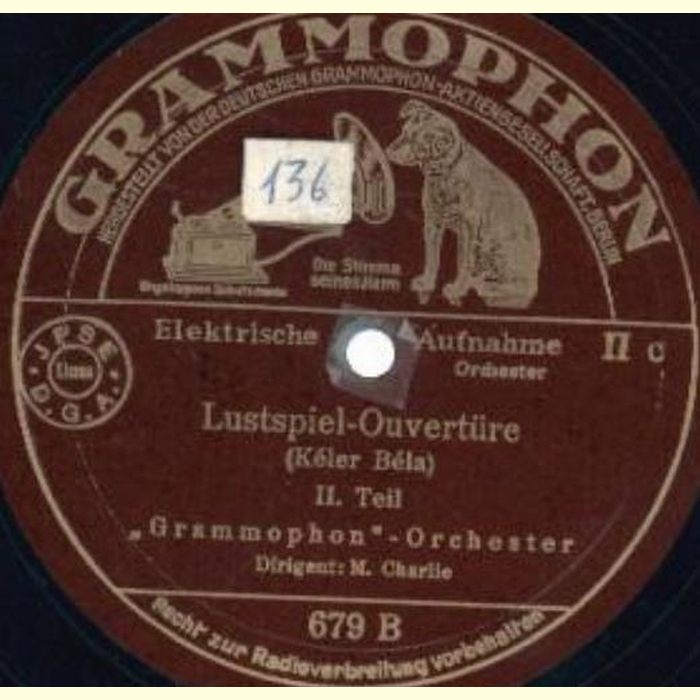 GRAMMOPHON
HERGESTELLT VON DER DEUTSCHEN GRAMMOPHON-AKTIENGESELLSCHAFT, BERLIN
136
Die Stimme
seines Herrn
Elektrische Aufnahme II c
Orchester
JPSE
D.G.A.
Lustspiel-Ouvertüre
(Kéler Béla)
II. Teil
„Grammophon"-Orchester
Dirigent: M. Charlie
679 B
Recht zur Radioverbreitung vorbehalten